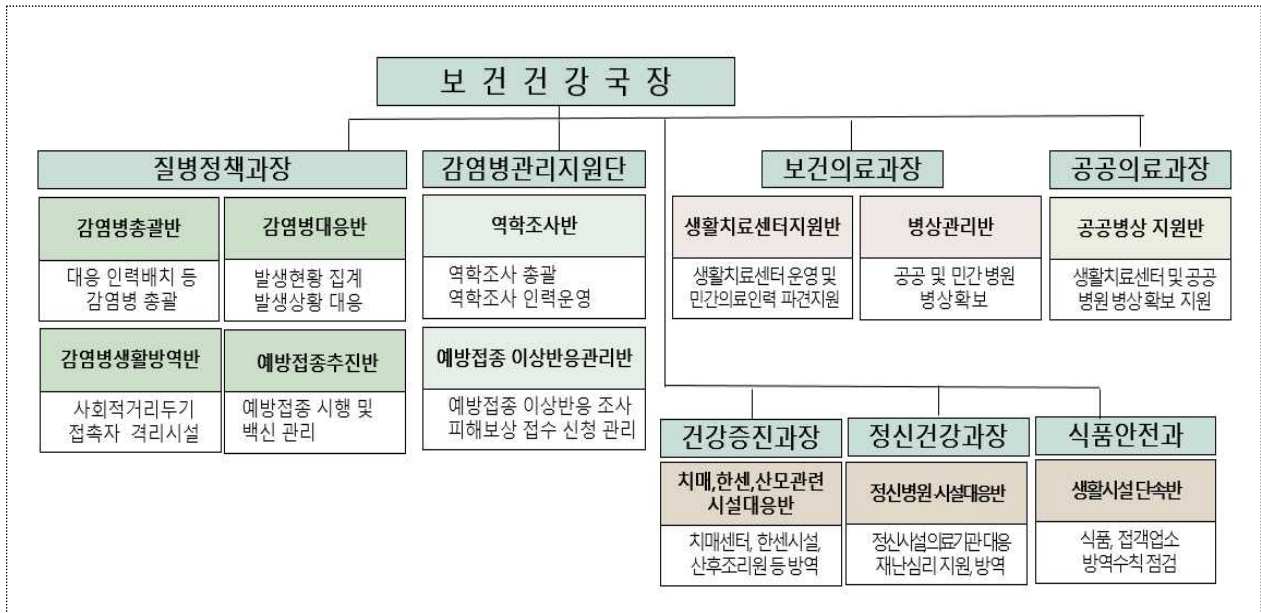 보 건 건 강 국 장
질병정책과장
감염병총괄반
대응 인력배치 등
감염병 총괄
감염병대응반
발생현황 집계
발생상황 대응
감염병생활방역반
사회적거리두기
접촉자 격리시설
예방접종추진반
예방접종 시행 및
백신 관리
감염병관리지원단
역학조사반
역학조사 총괄
역학조사 인력운영
예방접종 이상반응관리반
예방접종 이상반응 조사
피해보상 접수 신청 관리
보건의료과장
생활치료센터지원반
생활치료센터 운영 및
민간의료인력 파견지원
병상관리반
공공 및 민간 병원
병상확보
공공의료과장
공공병상 지원반
생활치료센터 및 공공
병원 병상 확보 지원
건강증진과장
치매,한센,산모관련
시설대응반
치매센터, 한센시설,
산후조리원 등 방역
정신건강과장
정신병원·시설대응반
정신시설의료기관 대응
재난심리 지원, 방역
식품안전과
생활시설 단속반
식품, 접객업소
방역수칙 점검